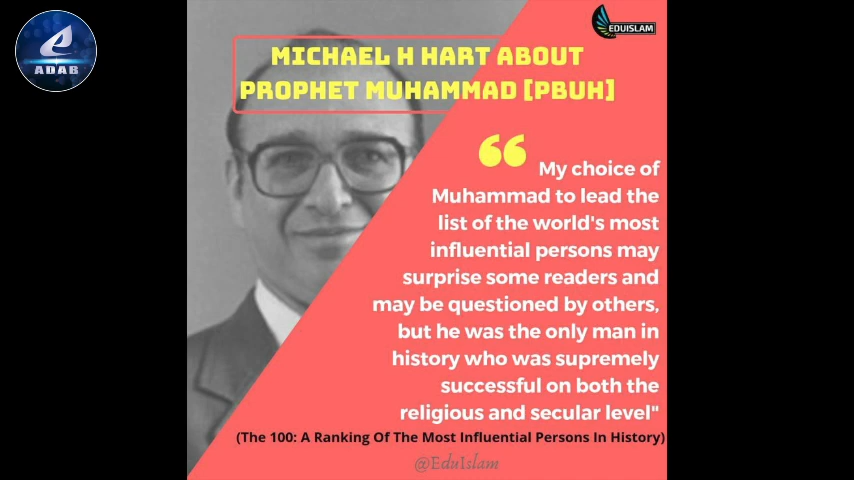 ADAB
EDUISLAM
MICHAEL H HART ABOUT
PROPHET MUHAMMAD [PBUH]
“ My choice of
Muhammad to lead the
list of the world's most
influential persons may
surprise some readers and
may be questioned by others,
but he was the only man in
history who was supremely
successful on both the
religious and secular level"
(The 100: A Ranking Of The Most Influential Persons In History)
@EduIslam